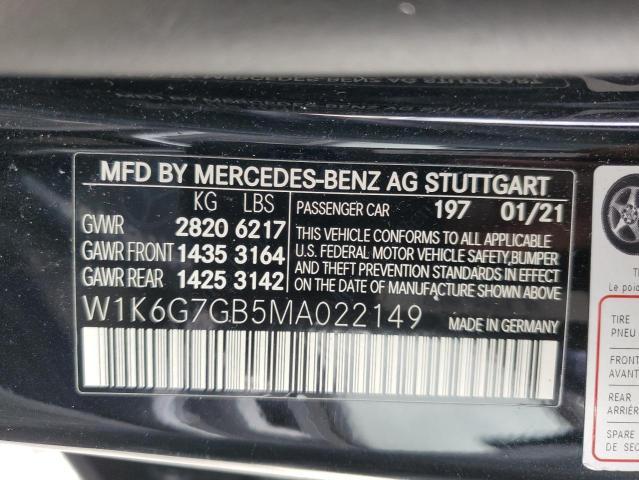 MFD BY MERCEDES-BENZ AG STUTTGART
KG LBS
GVWR 2820 6217
GAWR FRONT 1435 3164
GAWR REAR 1425 3142
PASSENGER CAR 197 01/21
THIS VEHICLE CONFORMS TO ALL APPLICABLE
U.S. FEDERAL MOTOR VEHICLE SAFETY, BUMPER
AND THEFT PREVENTION STANDARDS IN EFFECT
ON THE DATE OF MANUFACTURE SHOWN ABOVE.
W1K6G7GB5MA022149 MADE IN GERMANY
Le
TIRE
PNEU
FRONT
AVANT
REAR
SPARE